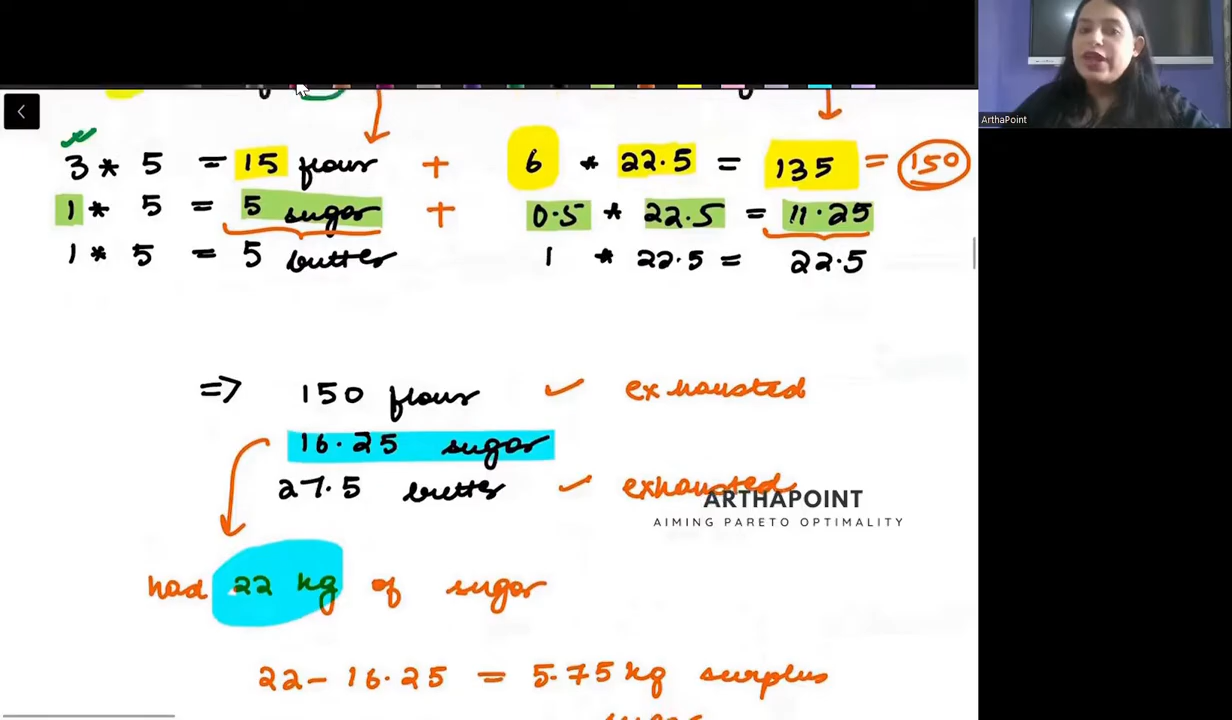 ArthaPoint
3 * 5 = 15 flour + 6 * 22.5 = 135 = 150
1 * 5 = 5 sugar + 0.5 * 22.5 = 11.25
1 * 5 = 5 butter 1 * 22.5 = 22.5
=> 150 flour ✓ exhausted
16.25 sugar
27.5 butter ✓ exhausted
ARTHAPOINT
AIMING PARETO OPTIMALITY
had 22 kg of sugar
22 - 16.25 = 5.75 kg surplus